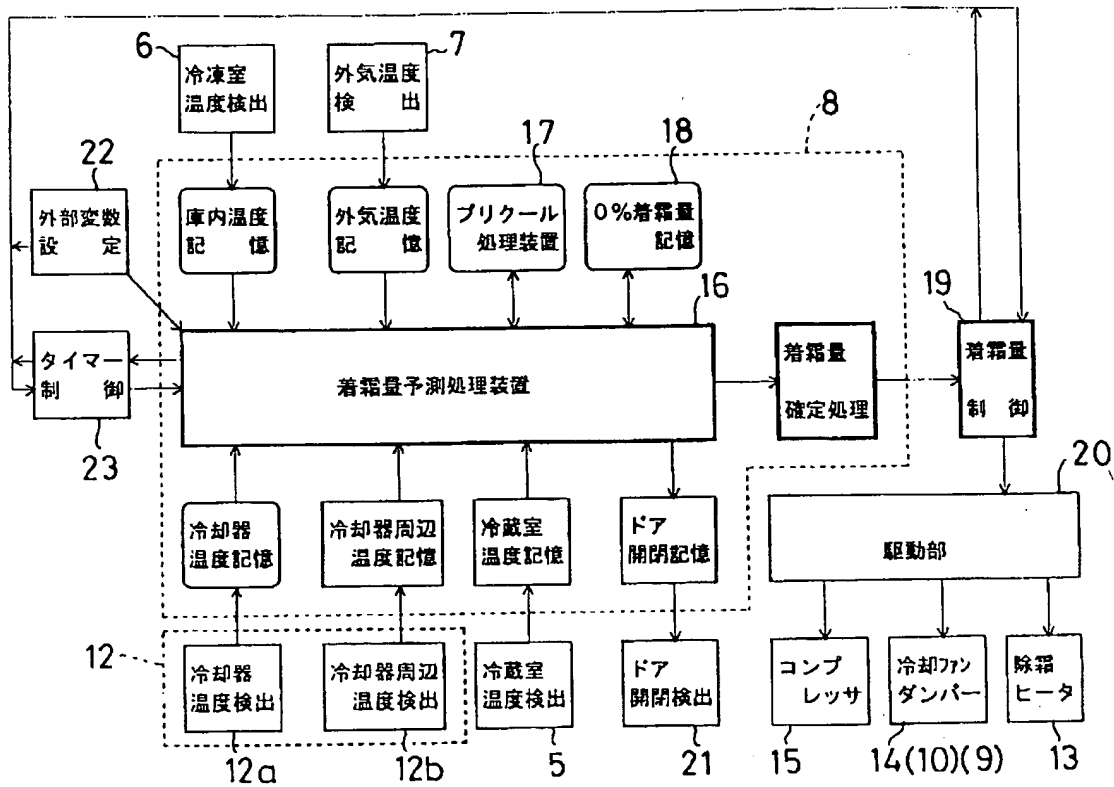 6
冷凍室
温度検出
7
外気温度
検 出
8
22
外部変数
設 定
庫内温度
記 憶
外気温度
記 憶
17
プリクール
処理装置
18
0%着霜量
記憶
16
着霜量予測処理装置
着霜量
確定処理
19
着霜量
制 御
タイマー
制 御
23
冷却器
温度記憶
冷却器周辺
温度記憶
冷蔵室
温度記憶
ドア
開閉記憶
20
駆動部
12
冷却器
温度検出
12a
冷却器周辺
温度検出
12b
冷蔵室
温度検出
5
ドア
開閉検出
21
コンプ
レッサ
15
冷却ファン
ダンパー
14(10)(9)
除霜
ヒータ
13